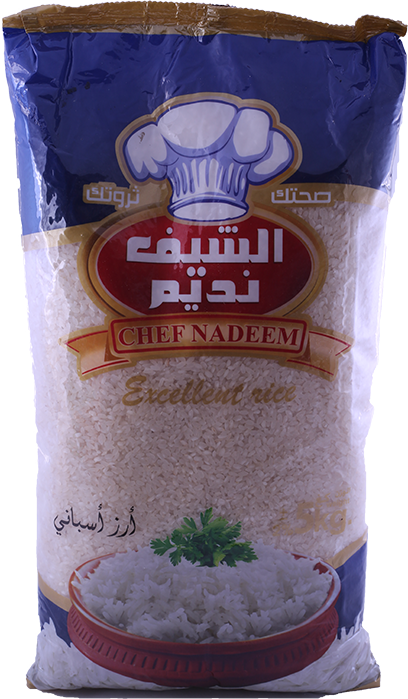 صحتك ثروتك
الشيف
نديم
CHEF NADEEM
Excellent rice
أرز أسباني